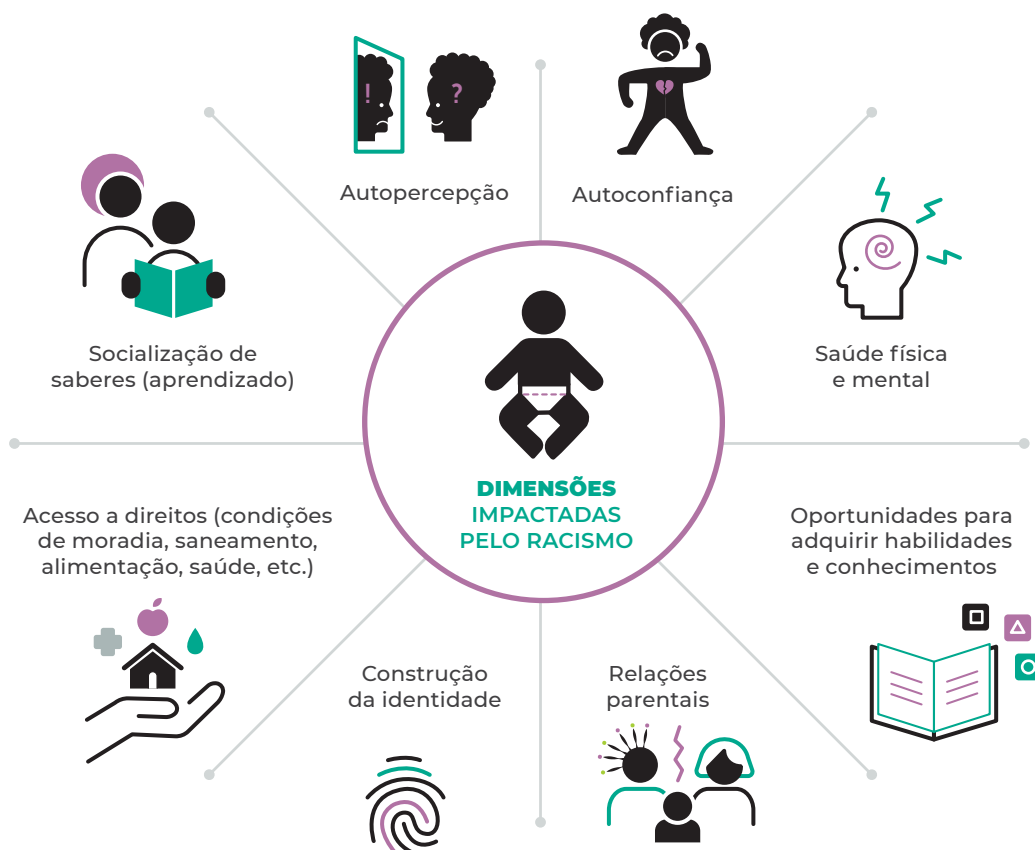 !
?
Autopercepção
Autoconfiança
Socialização de
saberes (aprendizado)
Saúde física
e mental
DIMENSÕES
IMPACTADAS
PELO RACISMO
Acesso a direitos (condições
de moradia, saneamento,
alimentação, saúde, etc.)
Oportunidades para
adquirir habilidades
e conhecimentos
Construção
da identidade
Relações
parentais